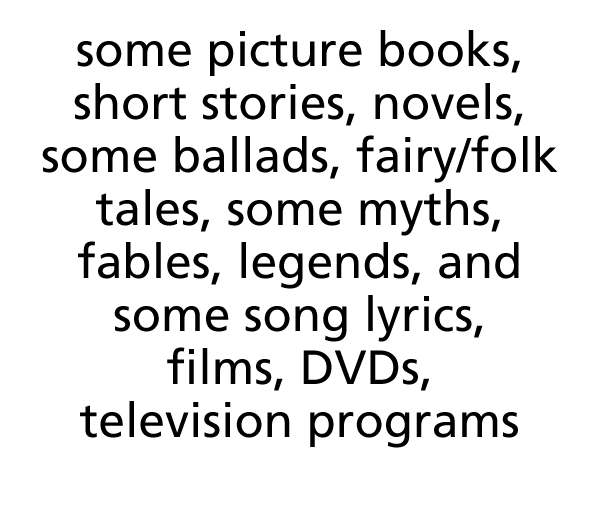 some picture books,
short stories, novels,
some ballads, fairy/folk
tales, some myths,
fables, legends, and
some song lyrics,
films, DVDs,
television programs